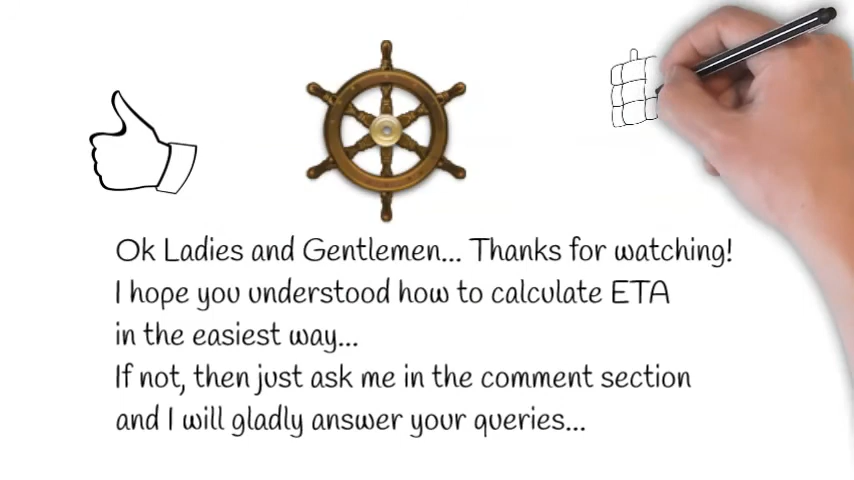 Ok Ladies and Gentlemen... Thanks for watching!
I hope you understood how to calculate ETA
in the easiest way...
If not, then just ask me in the comment section
and I will gladly answer your queries...